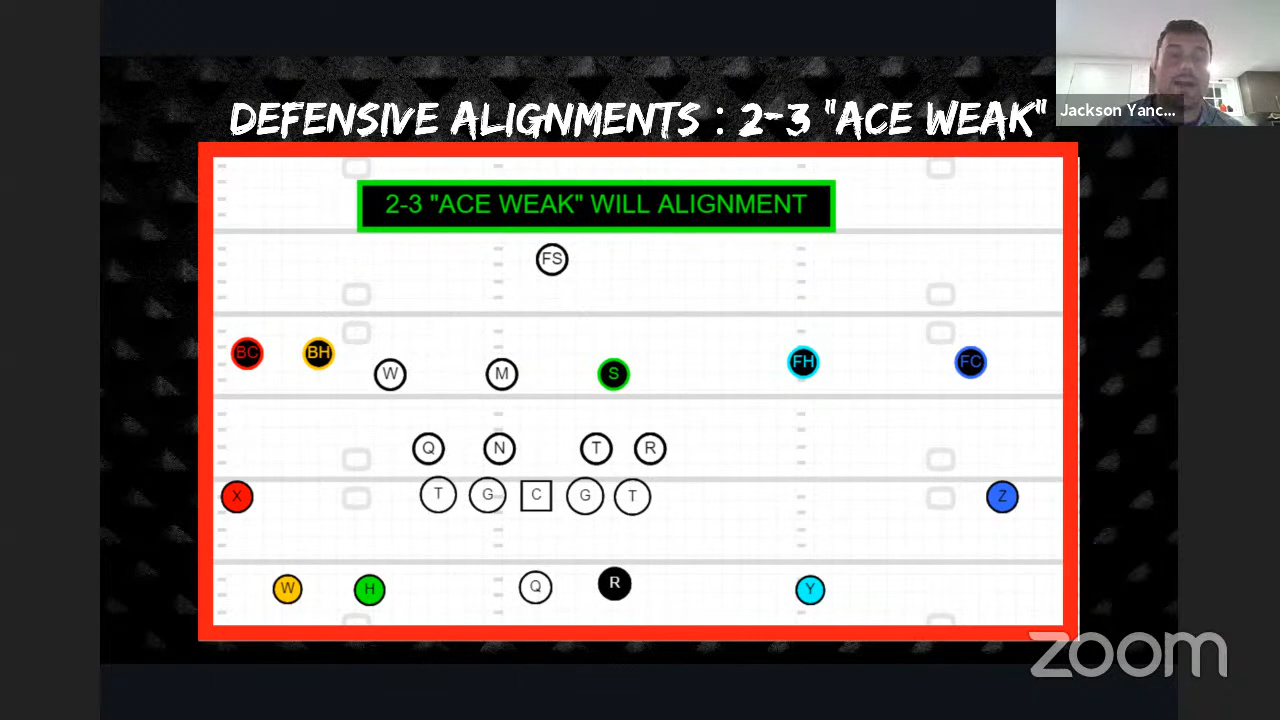 DEFENSIVE ALIGNMENTS : 2-3 "ACE WEAK"
Jackson Yanc...
2-3 "ACE WEAK" WILL ALIGNMENT
FS
BC BH W M S FH FC
Q N T R
X T G C G T Z
W H Q R Y
zoom